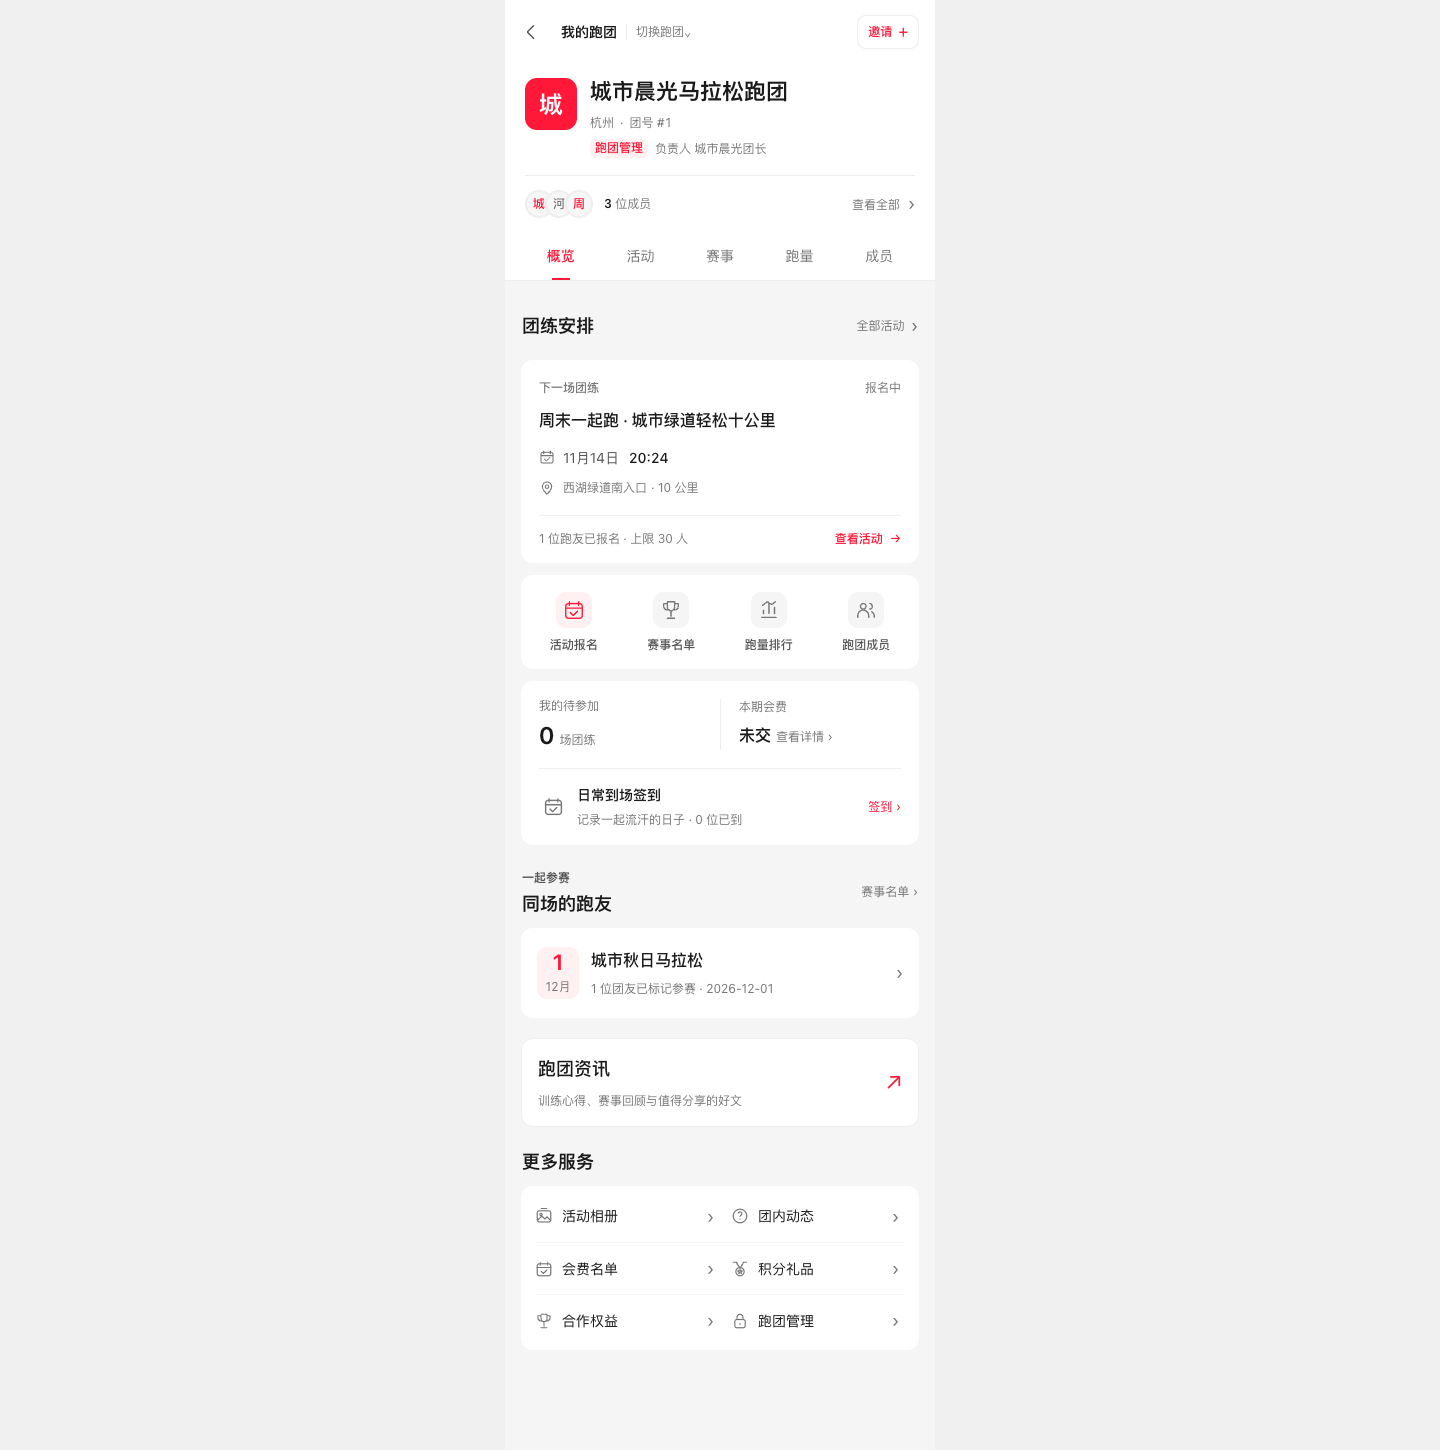 我的跑团 切换跑团
邀请 +
城
城市晨光马拉松跑团
杭州 · 团号 #1
跑团管理 负责人 城市晨光团长
城 河 周 3 位成员 查看全部 ›
概览 活动 赛事 跑量 成员
团练安排 全部活动 ›
下一场团练 报名中
周末一起跑 · 城市绿道轻松十公里
11月14日 20:24
西湖绿道南入口 · 10 公里
1 位跑友已报名 · 上限 30 人 查看活动 →
活动报名 赛事名单 跑量排行 跑团成员
我的待参加 本期会费
0 场团练 未交 查看详情 ›
日常到场签到
记录一起流汗的日子 · 0 位已到 签到 ›
一起参赛
同场的跑友 赛事名单 ›
1
12月
城市秋日马拉松
1 位团友已标记参赛 · 2026-12-01
跑团资讯
训练心得、赛事回顾与值得分享的好文
更多服务
活动相册 › 团内动态 ›
会费名单 › 积分礼品 ›
合作权益 › 跑团管理 ›